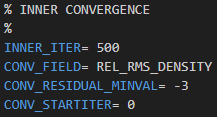 % INNER CONVERGENCE
%
INNER_ITER= 500
CONV_FIELD= REL_RMS_DENSITY
CONV_RESIDUAL_MINVAL= -3
CONV_STARTITER= 0